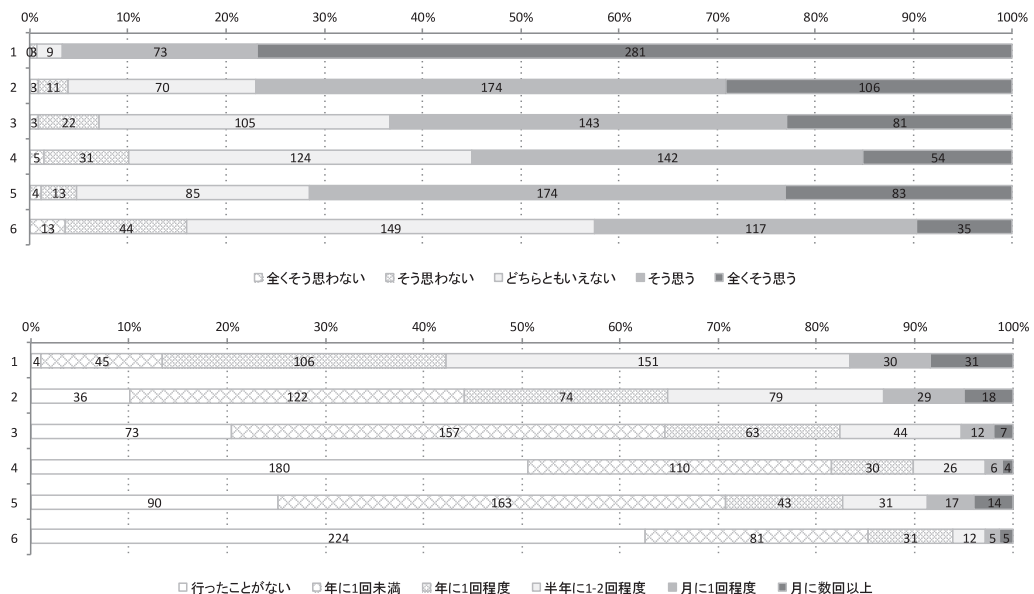 0% 10% 20% 30% 40% 50% 60% 70% 80% 90% 100%
1 0 3 9 73 281
2 3 11 70 174 106
3 3 22 105 143 81
4 5 31 124 142 54
5 4 13 85 174 83
6 13 44 149 117 35
全くそう思わない そう思わない どちらともいえない そう思う 全くそう思う
0% 10% 20% 30% 40% 50% 60% 70% 80% 90% 100%
1 4 45 106 151 30 31
2 36 122 74 79 29 18
3 73 157 63 44 12 7
4 180 110 30 26 6 4
5 90 163 43 31 17 14
6 224 81 31 12 5 5
行ったことがない 年に1回未満 年に1回程度 半年に1-2回程度 月に1回程度 月に数回以上